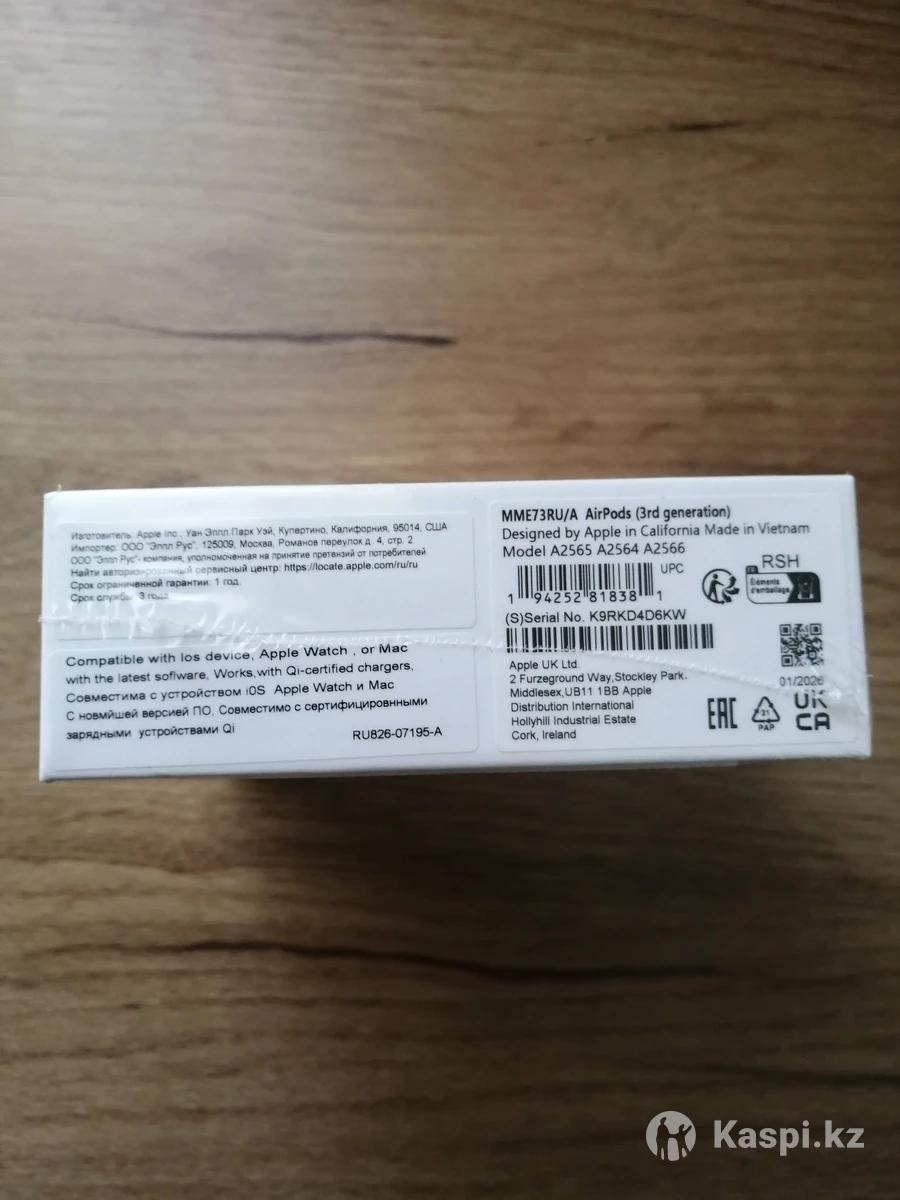 Изготовитель: Apple Inc., Уан Эппл Парк Уэй, Купертино, Калифорния, 95014, США
Импортер: ООО "Эппл Рус", 125009, Москва, Романов переулок д. 4, стр. 2
ООО "Эппл Рус"- компания, уполномоченная на принятие претензий от потребителей
Найти авторизованный сервисный центр: https://locate.apple.com/ru/ru
Срок ограниченной гарантии: 1 год.
Срок службы: 3 года
Compatible with Ios device, Apple Watch , or Mac
with the latest sofiware, Works,with Qi-certified chargers,
Совместима с устройством iOS Apple Watch и Mac
С новмйшей версией ПО. Совместимо с сертифицировнными
зарядными устройствами Qi
RU826-07195-A
MME73RU/A AirPods (3rd generation)
Designed by Apple in California Made in Vietnam
Model A2565 A2564 A2566
UPC
RSH
FR
Éléments
d'emballage
1 94252 81838 1
(S)Serial No. K9RKD4D6KW
Apple UK Ltd.
2 Furzeground Way,Stockley Park,
Middlesex,UB11 1BB Apple
Distribution International
Hollyhill Industrial Estate
Cork, Ireland
01/2026
EAC
21
PAP
UK
CA
Kaspi.kz